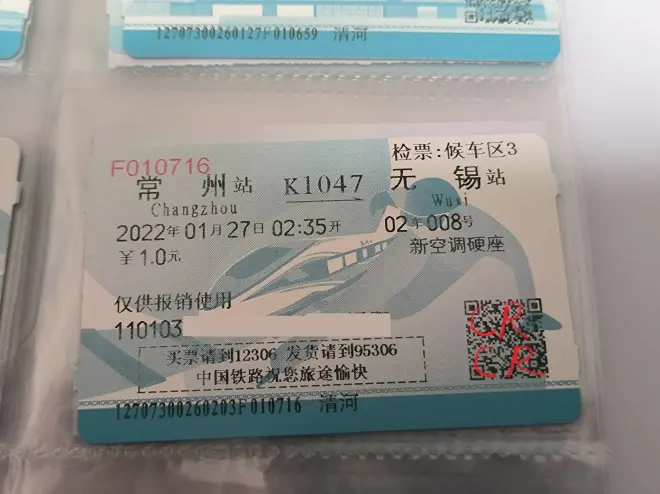 12707300260127F010659 清河
F010716
检票:候车区3
常州站 K1047 无锡站
Changzhou Wuxi
2022年01月27日02:35开 02车008号
￥1.0元 新空调硬座
仅供报销使用
110103
买票请到12306 发货请到95306
中国铁路祝您旅途愉快
CR
CR
12707300260203F010716 清河